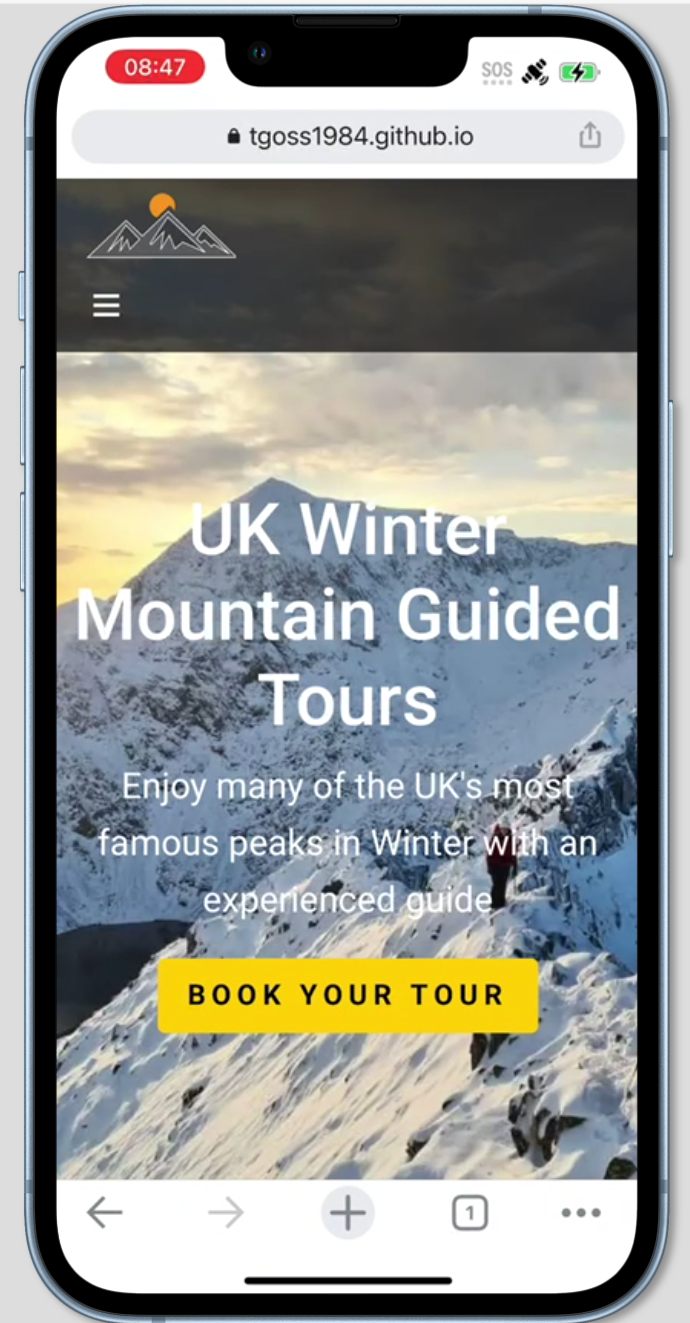 08:47
SOS
tgoss1984.github.io
UK Winter
Mountain Guided
Tours
Enjoy many of the UK's most
famous peaks in Winter with an
experienced guide
BOOK YOUR TOUR
1